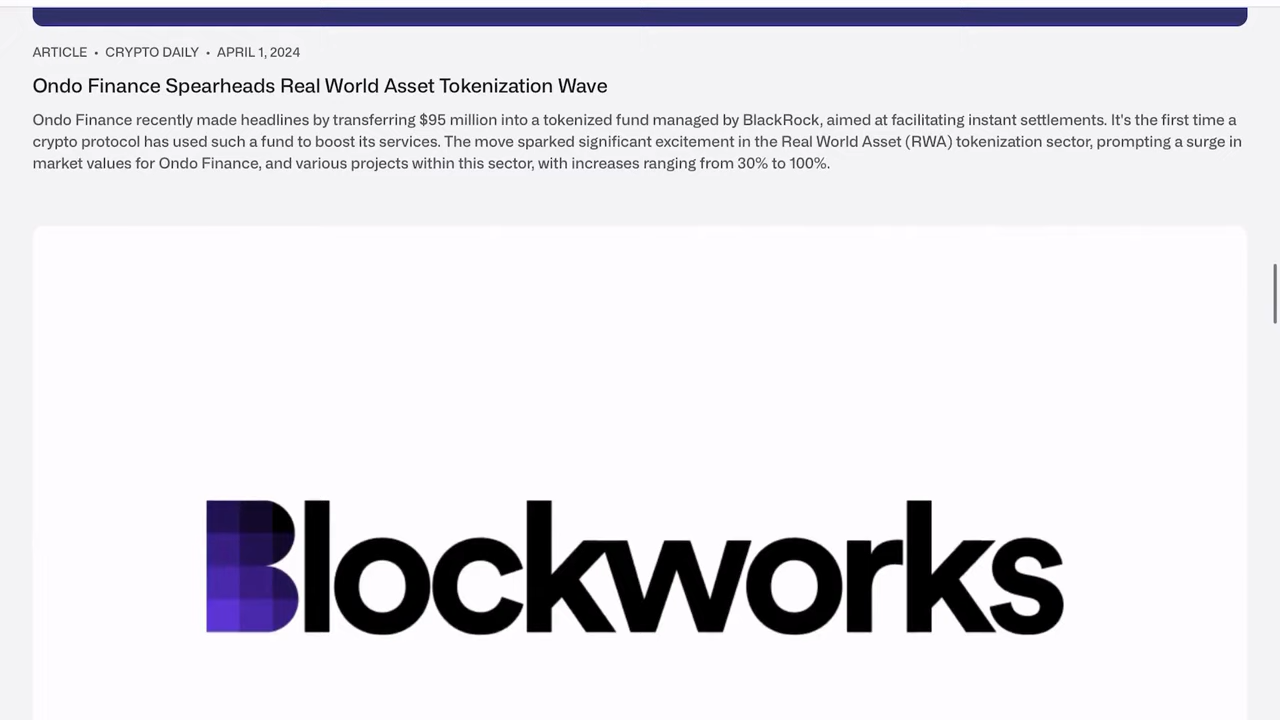 ARTICLE • CRYPTO DAILY • APRIL 1, 2024
Ondo Finance Spearheads Real World Asset Tokenization Wave
Ondo Finance recently made headlines by transferring $95 million into a tokenized fund managed by BlackRock, aimed at facilitating instant settlements. It's the first time a
crypto protocol has used such a fund to boost its services. The move sparked significant excitement in the Real World Asset (RWA) tokenization sector, prompting a surge in
market values for Ondo Finance, and various projects within this sector, with increases ranging from 30% to 100%.
Blockworks